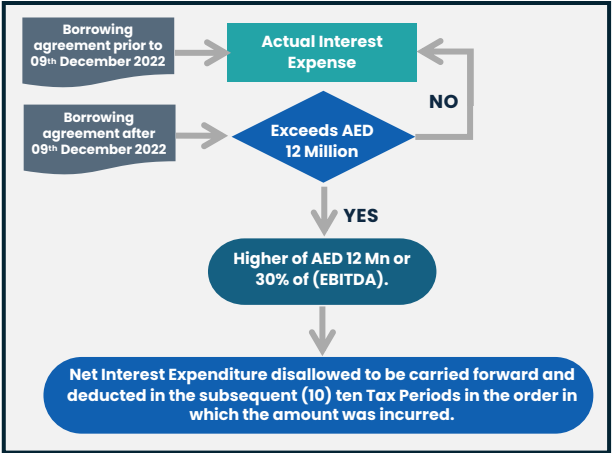 Borrowing
agreement prior to
09th December 2022
Actual Interest
Expense
NO
Borrowing
agreement after
09th December 2022
Exceeds AED
12 Million
YES
Higher of AED 12 Mn or
30% of (EBITDA).
Net Interest Expenditure disallowed to be carried forward and
deducted in the subsequent (10) ten Tax Periods in the order in
which the amount was incurred.